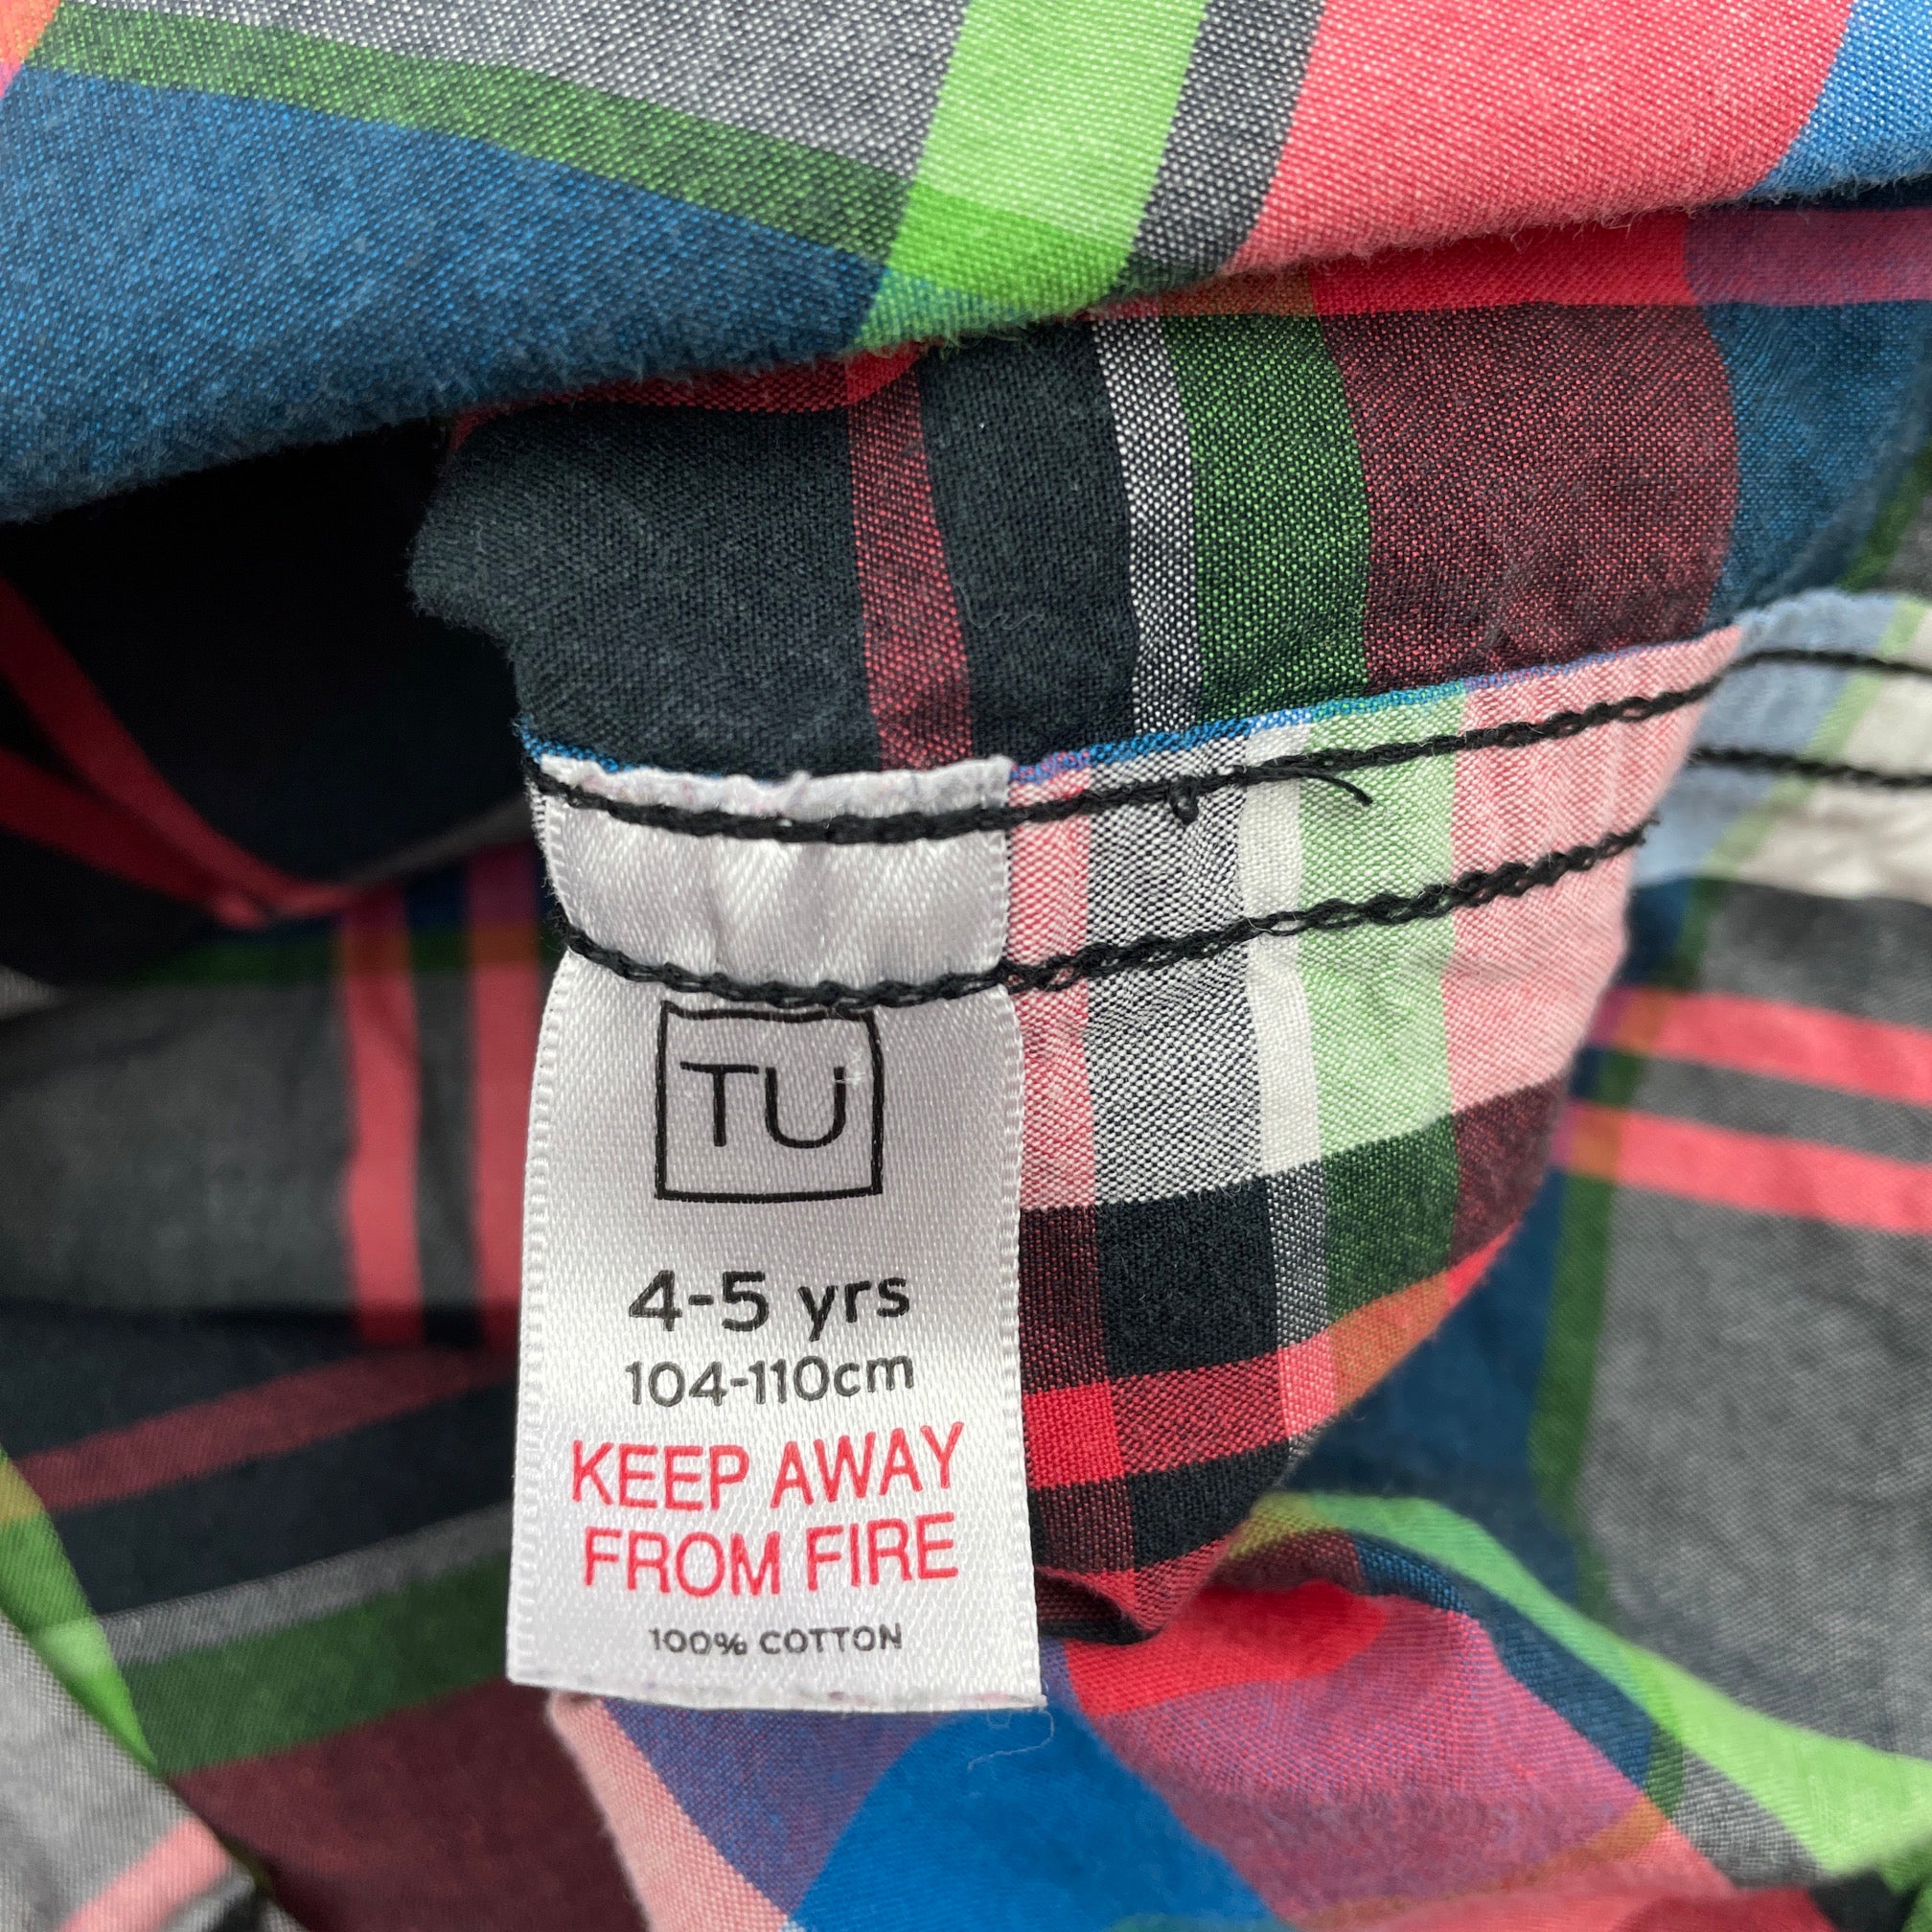 TU
4-5 yrs
104-110cm
KEEP AWAY
FROM FIRE
100% COTTON